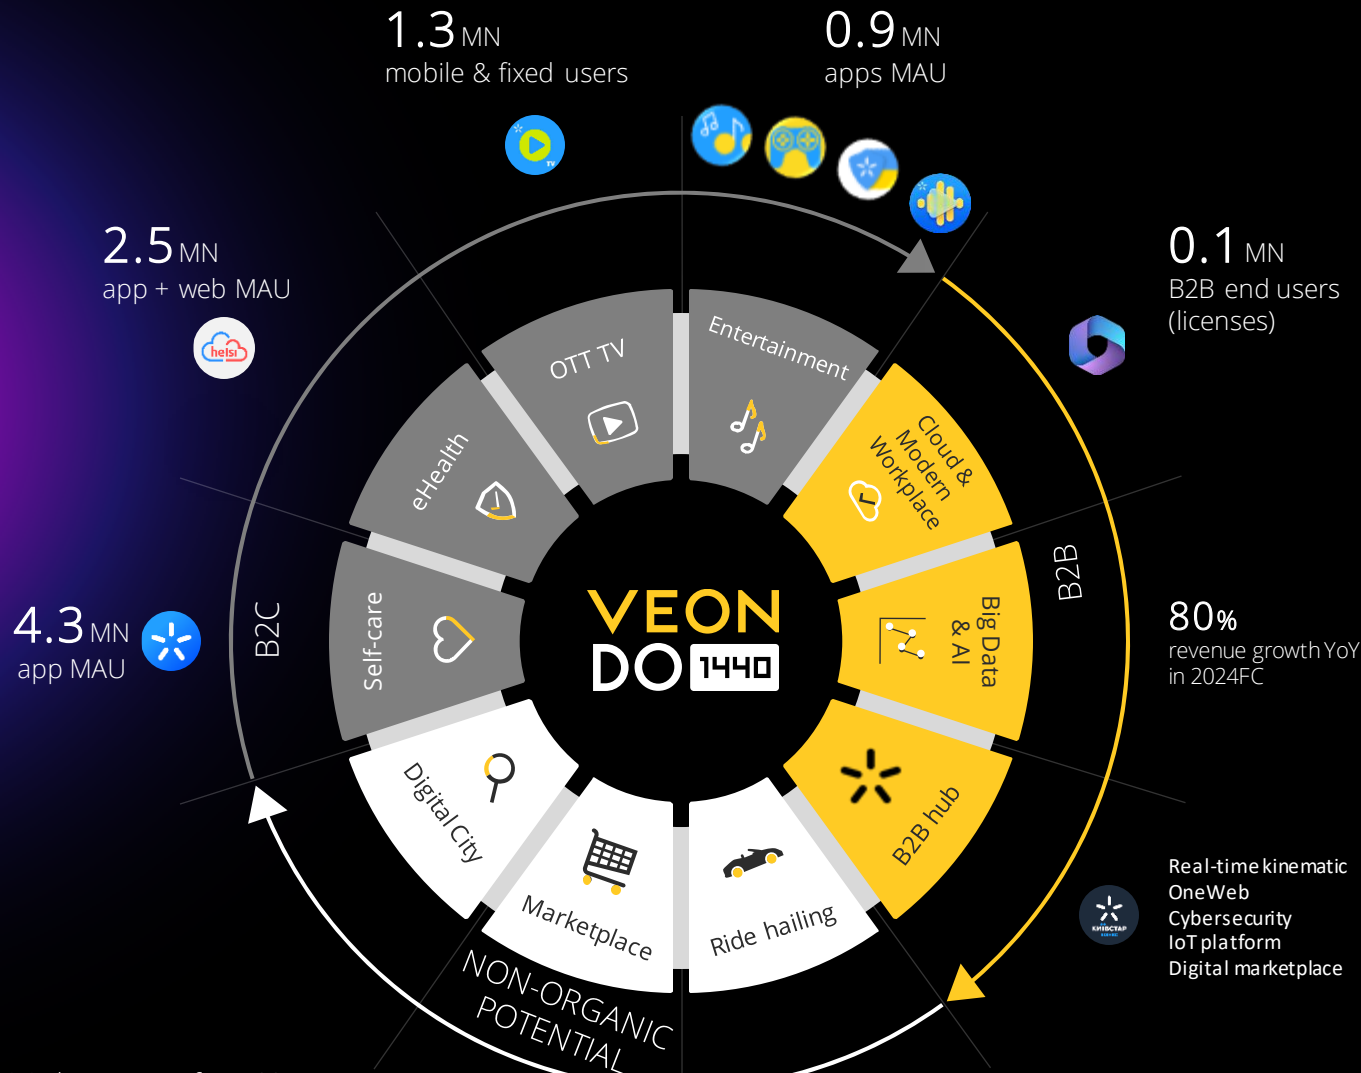 1.3 MN
mobile & fixed users
0.9 MN
apps MAU
TV
2.5 MN
app + web MAU
helsi
0.1 MN
B2B end users
(licenses)
OTT TV
Entertainment
eHealth
Cloud &
Modern
Workplace
B2C
B2B
4.3 MN
app MAU
Self-care
VEON
DO 1440
Big Data
& AI
80%
revenue growth YoY
in 2024FC
Digital City
B2B hub
Marketplace
Ride hailing
Real-time kinematic
OneWeb
Cybersecurity
IoT platform
Digital marketplace
КИЇВСТАР
NON-ORGANIC
POTENTIAL